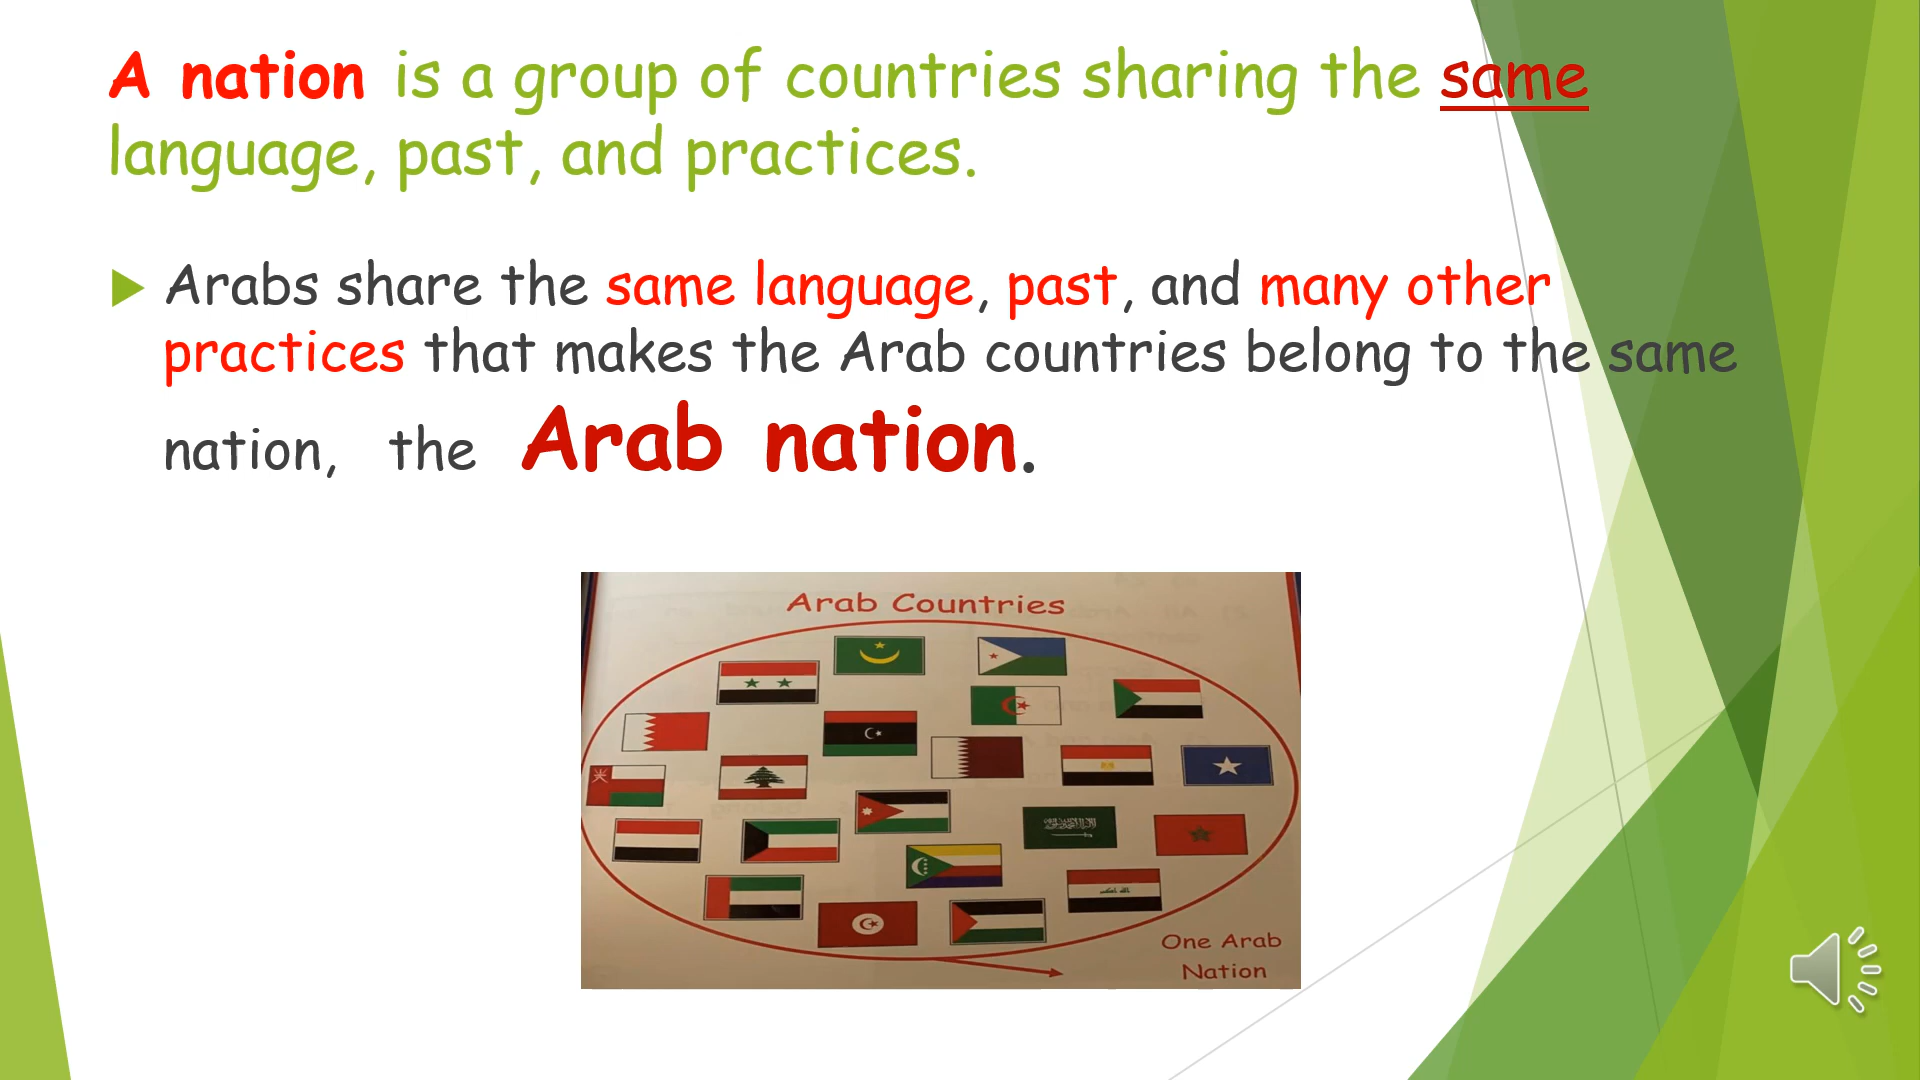 A nation is a group of countries sharing the same
language, past, and practices.
Arabs share the same language, past, and many other
practices that makes the Arab countries belong to the same
nation, the Arab nation.
Arab Countries
One Arab
Nation